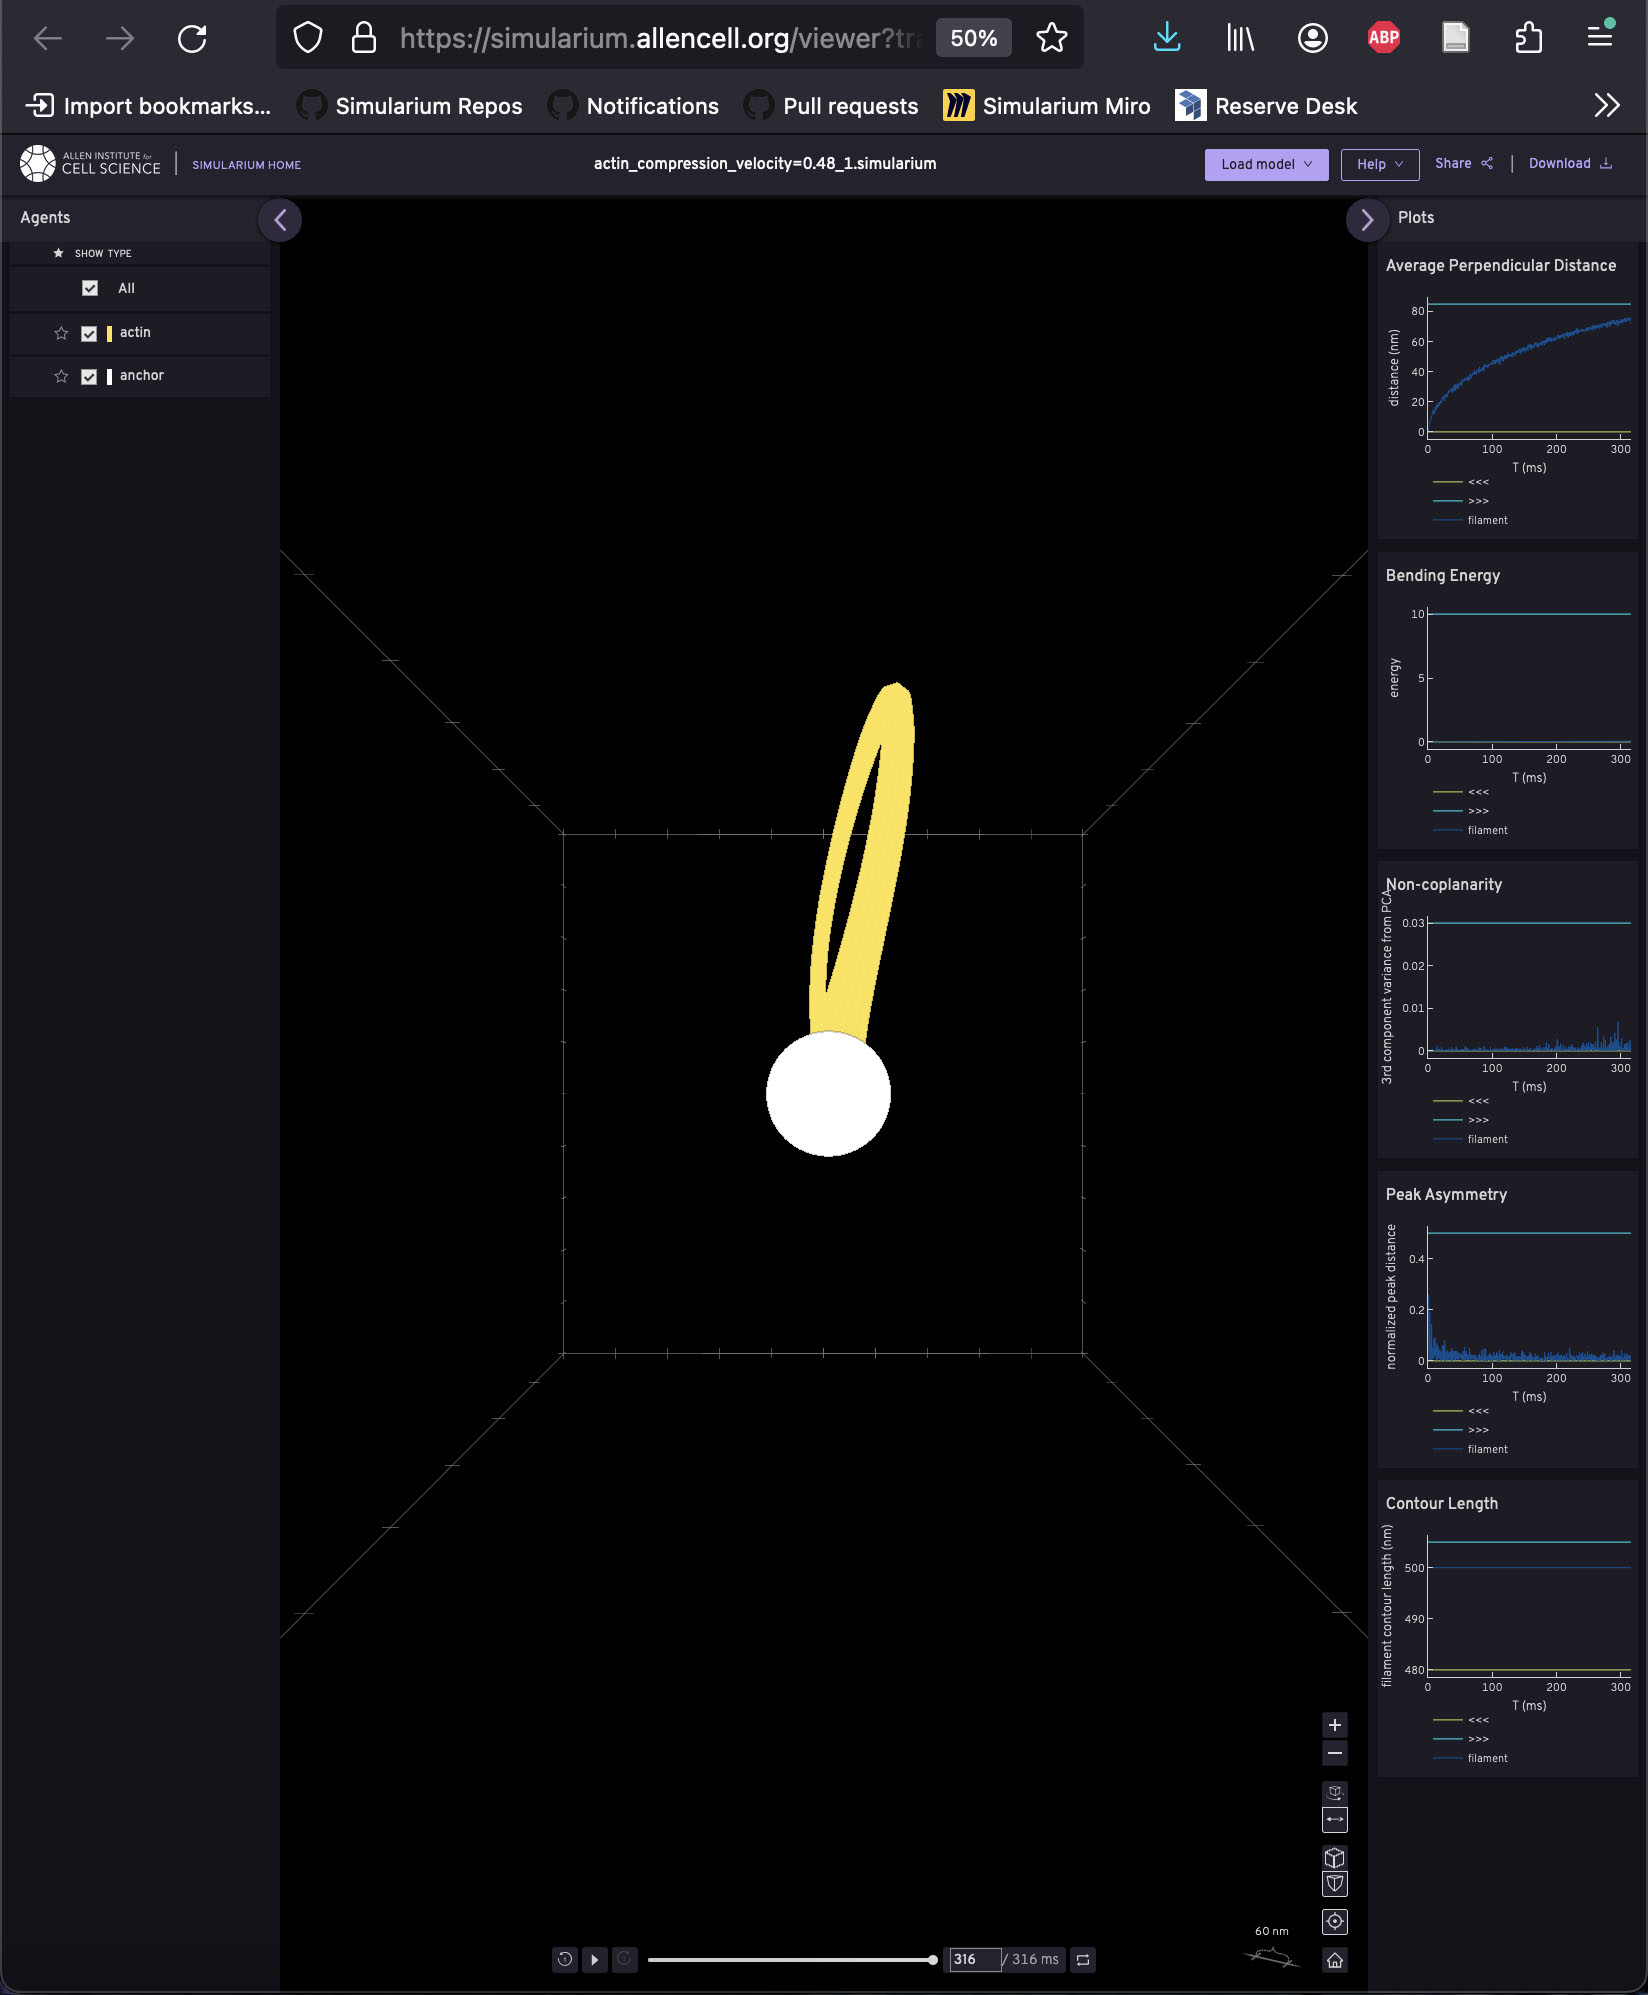 https://simularium.allencell.org/viewer?tra
50%
ABP
Import bookmarks...
Simularium Repos
Notifications
Pull requests
Simularium Miro
Reserve Desk
ALLEN INSTITUTE for
CELL SCIENCE
SIMULARIUM HOME
actin_compression_velocity=0.48_1.simularium
Load model
Help
Share
Download
Agents
SHOW TYPE
All
actin
anchor
Plots
Average Perpendicular Distance
distance (nm)
80
60
40
20
0
0 100 200 300
T (ms)
<<<
>>>
filament
Bending Energy
energy
10
5
0
0 100 200 300
T (ms)
<<<
>>>
filament
Non-coplanarity
3rd component variance from PCA
0.03
0.02
0.01
0
0 100 200 300
T (ms)
<<<
>>>
filament
Peak Asymmetry
normalized peak distance
0.4
0.2
0
0 100 200 300
T (ms)
<<<
>>>
filament
Contour Length
filament contour length (nm)
500
490
480
0 100 200 300
T (ms)
<<<
>>>
filament
60 nm
316 / 316 ms